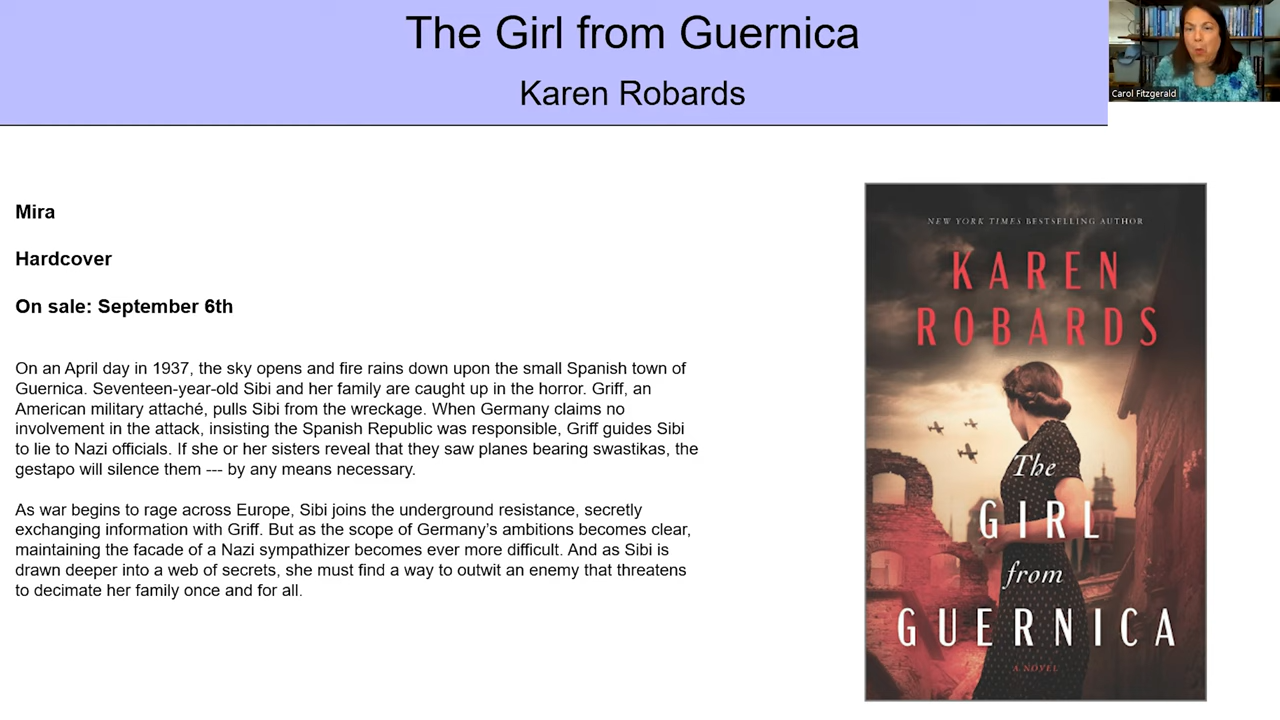 The Girl from Guernica
Karen Robards
Carol Fitzgerald
Mira
Hardcover
On sale: September 6th
On an April day in 1937, the sky opens and fire rains down upon the small Spanish town of
Guernica. Seventeen-year-old Sibi and her family are caught up in the horror. Griff, an
American military attaché, pulls Sibi from the wreckage. When Germany claims no
involvement in the attack, insisting the Spanish Republic was responsible, Griff guides Sibi
to lie to Nazi officials. If she or her sisters reveal that they saw planes bearing swastikas, the
gestapo will silence them --- by any means necessary.
As war begins to rage across Europe, Sibi joins the underground resistance, secretly
exchanging information with Griff. But as the scope of Germany’s ambitions becomes clear,
maintaining the facade of a Nazi sympathizer becomes ever more difficult. And as Sibi is
drawn deeper into a web of secrets, she must find a way to outwit an enemy that threatens
to decimate her family once and for all.
NEW YORK TIMES BESTSELLING AUTHOR
KAREN
ROBARDS
The
GIRL
from
GUERNICA
A NOVEL